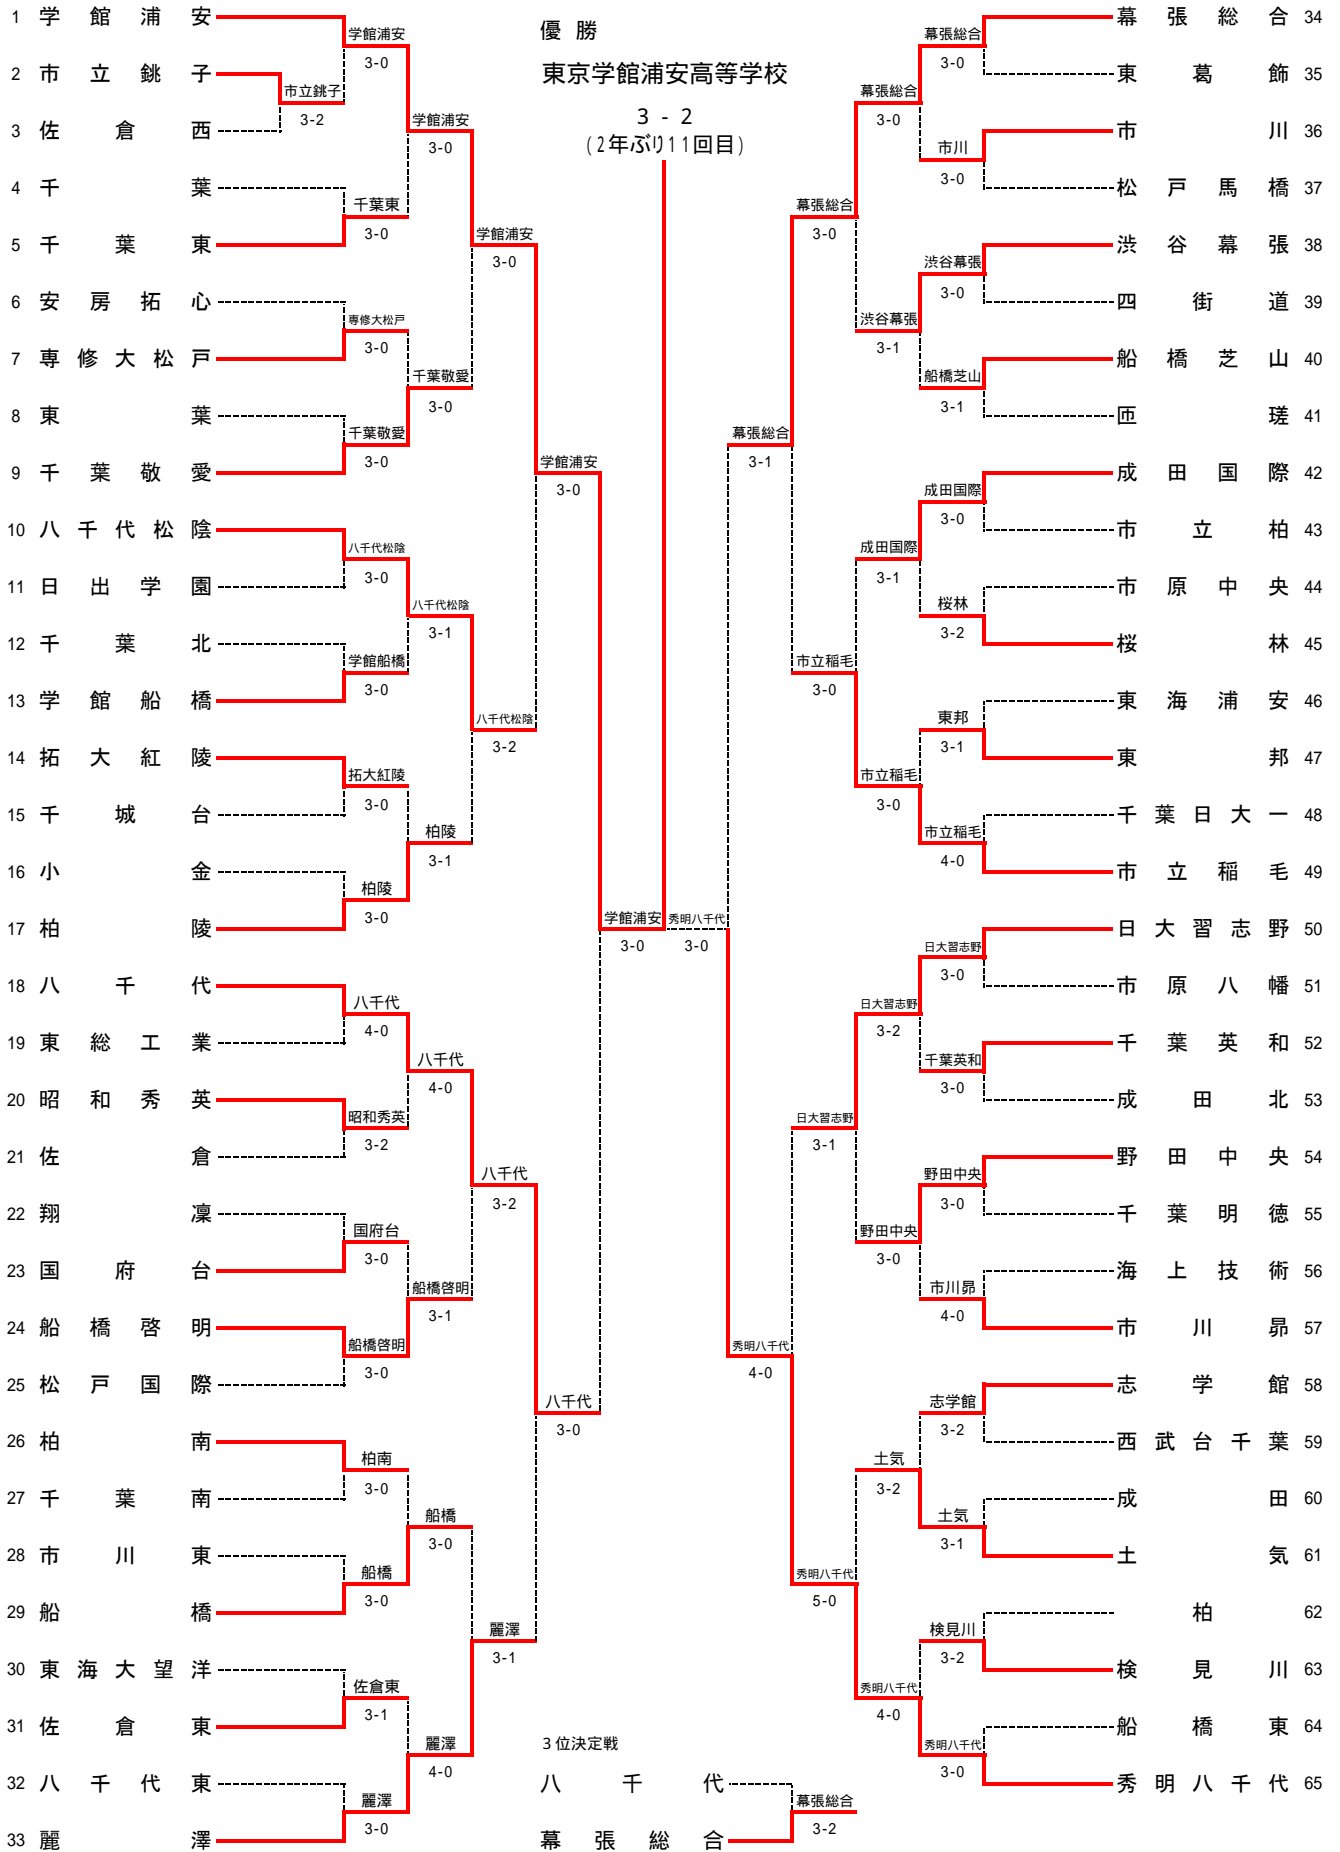 優勝
東京学館浦安高等学校
3 - 2
(2年ぶり11回目)
1 学館浦安
2 市立銚子
3 佐倉西
4 千葉
5 千葉東
6 安房拓心
7 専修大松戸
8 東葉
9 千葉敬愛
10 八千代松陰
11 日出学園
12 千葉北
13 学館船橋
14 拓大紅陵
15 千城台
16 小金
17 柏陵
18 八千代
19 東総工業
20 昭和秀英
21 佐倉
22 翔凜
23 国府台
24 船橋啓明
25 松戸国際
26 柏南
27 千葉南
28 市川東
29 船橋
30 東海大望洋
31 佐倉東
32 八千代東
33 麗澤
市立銚子
3-2
学館浦安
3-0
千葉東
3-0
専修大松戸
3-0
千葉敬愛
3-0
八千代松陰
3-0
学館船橋
3-0
拓大紅陵
3-0
柏陵
3-0
八千代
4-0
昭和秀英
3-2
国府台
3-0
船橋啓明
3-0
柏南
3-0
船橋
3-0
佐倉東
3-1
麗澤
3-0
学館浦安
3-0
千葉敬愛
3-0
八千代松陰
3-1
柏陵
3-1
八千代
4-0
船橋啓明
3-1
船橋
3-0
麗澤
4-0
学館浦安
3-0
八千代松陰
3-2
八千代
3-2
麗澤
3-1
学館浦安
3-0
八千代
3-0
学館浦安
3-0
秀明八千代
3-0
幕張総合
3-1
秀明八千代
4-0
幕張総合
3-0
市立稲毛
3-0
日大習志野
3-1
秀明八千代
5-0
幕張総合
3-0
渋谷幕張
3-1
成田国際
3-1
市立稲毛
3-0
日大習志野
3-2
野田中央
3-0
土気
3-2
秀明八千代
4-0
幕張総合
3-0
市川
3-0
渋谷幕張
3-0
船橋芝山
3-1
成田国際
3-0
桜林
3-2
東邦
3-1
市立稲毛
4-0
日大習志野
3-0
千葉英和
3-0
野田中央
3-0
市川昴
4-0
志学館
3-2
土気
3-1
検見川
3-2
秀明八千代
3-0
幕張総合 34
東葛飾 35
市川 36
松戸馬橋 37
渋谷幕張 38
四街道 39
船橋芝山 40
匝瑳 41
成田国際 42
市立柏 43
市原中央 44
桜林 45
東海浦安 46
東邦 47
千葉日大一 48
市立稲毛 49
日大習志野 50
市原八幡 51
千葉英和 52
成田北 53
野田中央 54
千葉明徳 55
海上技術 56
市川昴 57
志学館 58
西武台千葉 59
成田 60
土気 61
柏 62
検見川 63
船橋東 64
秀明八千代 65
3位決定戦
八千代
幕張総合
幕張総合
3-2